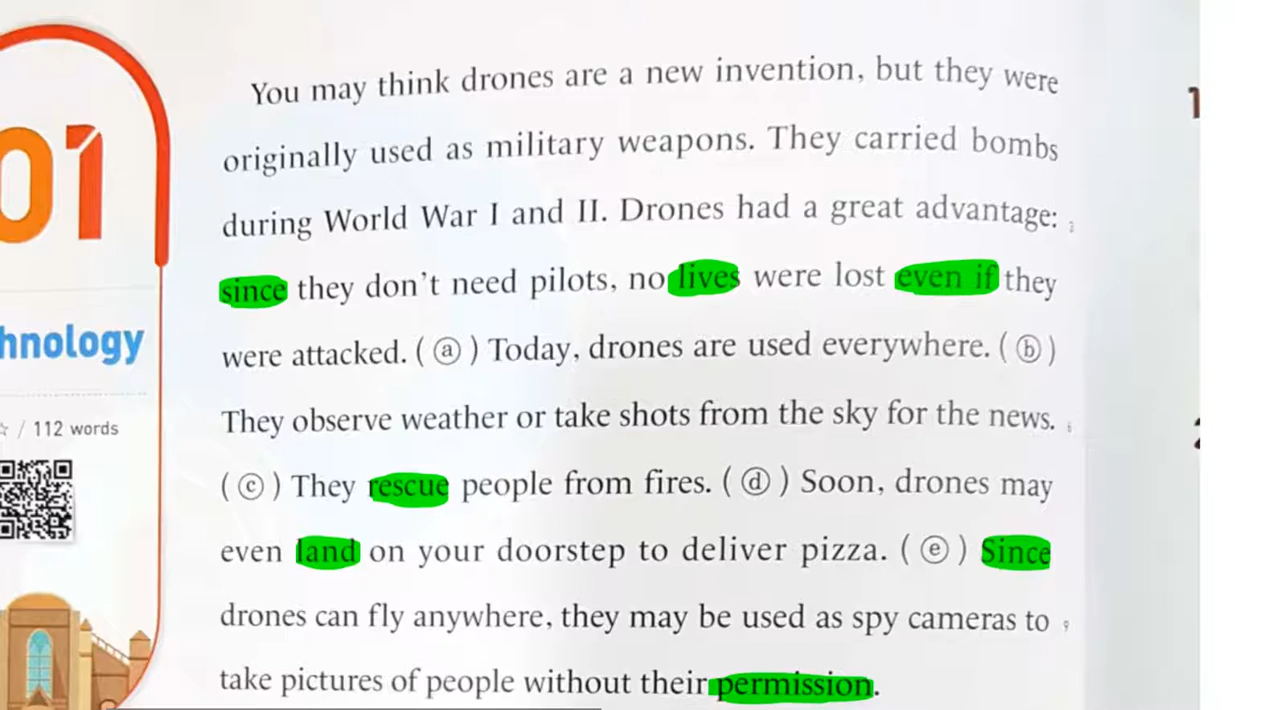 01
hnology
/ 112 words
You may think drones are a new invention, but they were
originally used as military weapons. They carried bombs
during World War I and II. Drones had a great advantage:
since they don't need pilots, no lives were lost even if they
were attacked. ( ⓐ ) Today, drones are used everywhere. ( ⓑ )
They observe weather or take shots from the sky for the news.
( ⓒ ) They rescue people from fires. ( ⓓ ) Soon, drones may
even land on your doorstep to deliver pizza. ( ⓔ ) Since
drones can fly anywhere, they may be used as spy cameras to
take pictures of people without their permission.
1